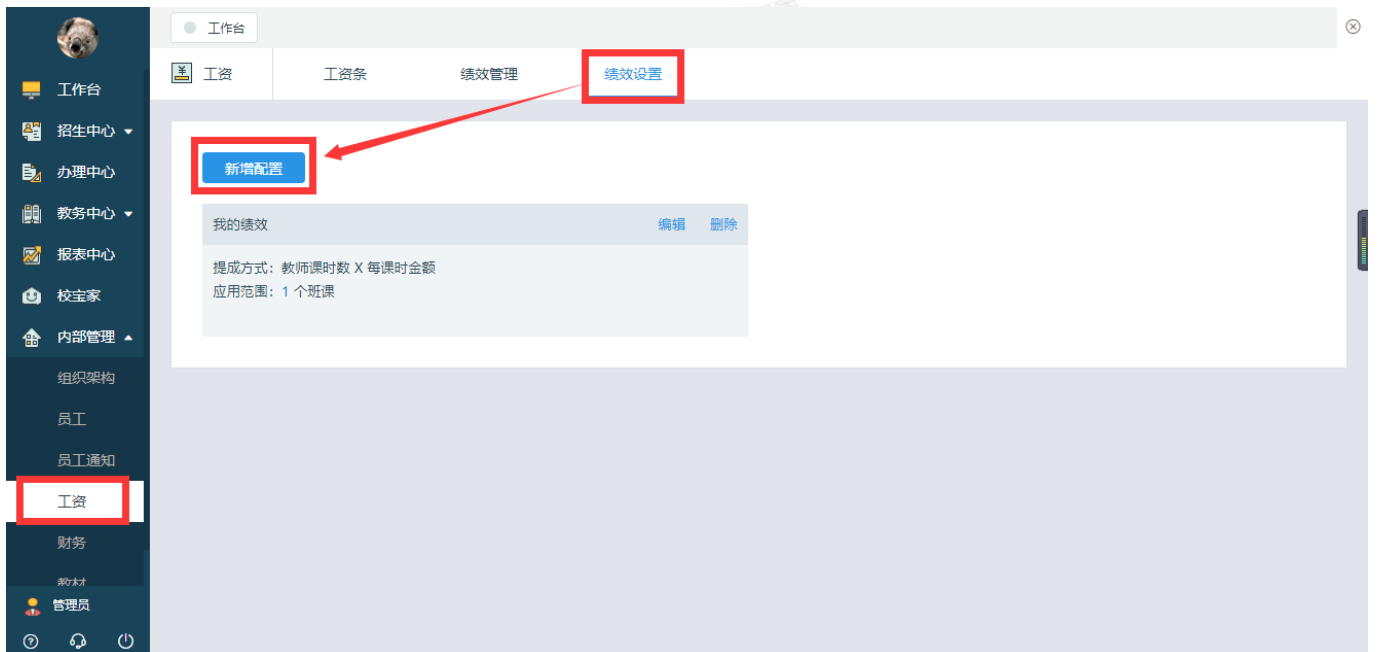 工作台
工资
工资条
绩效管理
绩效设置
工作台
招生中心
办理中心
教务中心
报表中心
校宝家
内部管理
组织架构
员工
员工通知
工资
财务
教材
管理员
新增配置
我的绩效 编辑 删除
提成方式：教师课时数 X 每课时金额
应用范围：1 个班课